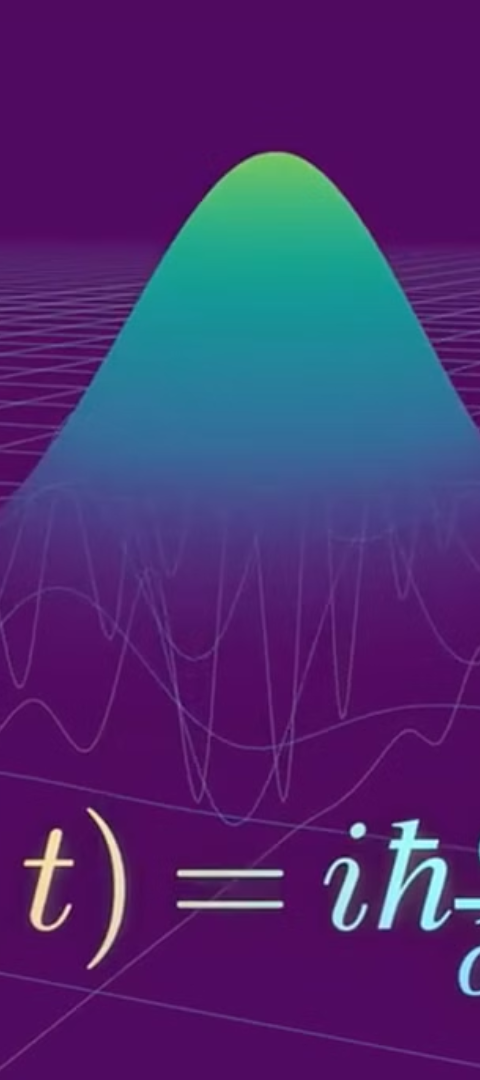 t) = iħ